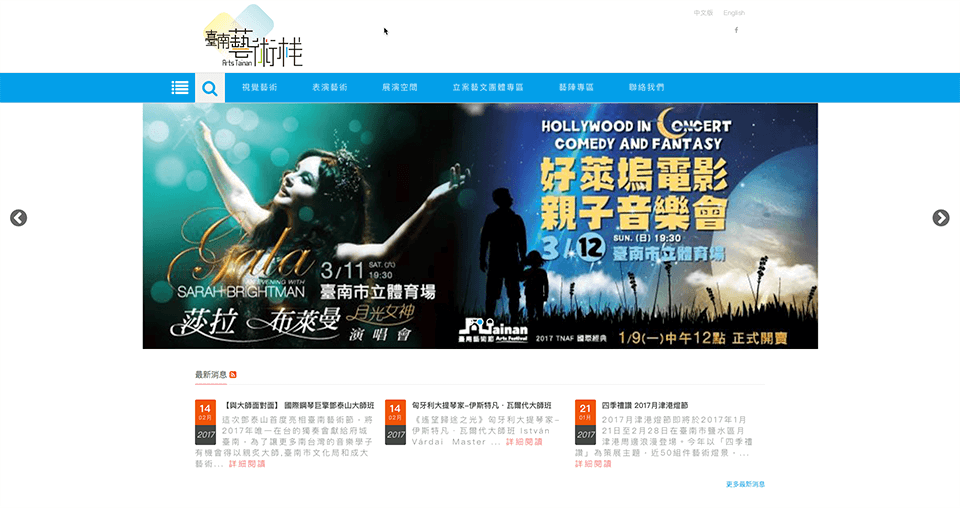 中文版 English
臺南藝術棧
Arts Tainan
視覺藝術 表演藝術 展演空間 立案藝文團體專區 藝陣專區 聯絡我們
Gala
AN EVENING WITH
SARAH BRIGHTMAN
3/11 SAT.(六) 19:30
臺南市立體育場
莎拉 布萊曼 月光女神
演唱會
HOLLYWOOD IN CONCERT
COMEDY AND FANTASY
好萊塢電影
親子音樂會
3/12 SUN.(日) 19:30
臺南市立體育場
Tainan
Arts Festival
臺南藝術節 2017 TNAF 國際經典 1/9(一)中午12點 正式開賣
最新消息
14
02月
2017
【與大師面對面】 國際鋼琴巨擘鄧泰山大師班
這次鄧泰山首度亮相臺南藝術節，將
2017年唯一在台的獨奏會獻給府城
臺南。為了讓更多南台灣的音樂學子
有機會得以親炙大師,臺南市文化局和成大
藝術... 詳細閱讀
14
02月
2017
匈牙利大提琴家–伊斯特凡．瓦爾代大師班
《遙望歸途之光》匈牙利大提琴家–
伊斯特凡．瓦爾代大師班 István
Várdai Master ... 詳細閱讀
21
01月
2017
四季禮讚 2017月津港燈節
2017月津港燈節即將於2017年1月
21日至2月28日在臺南市鹽水區月
津港周邊浪漫登場。今年以「四季禮
讚」為策展主題，近50組件藝術燈景，...
詳細閱讀
更多最新消息